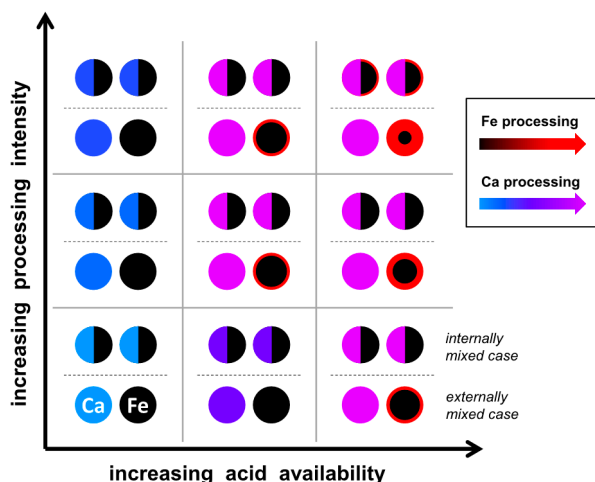 increasing processing intensity
Fe processing
Ca processing
internally
mixed case
Ca Fe
externally
mixed case
increasing acid availability